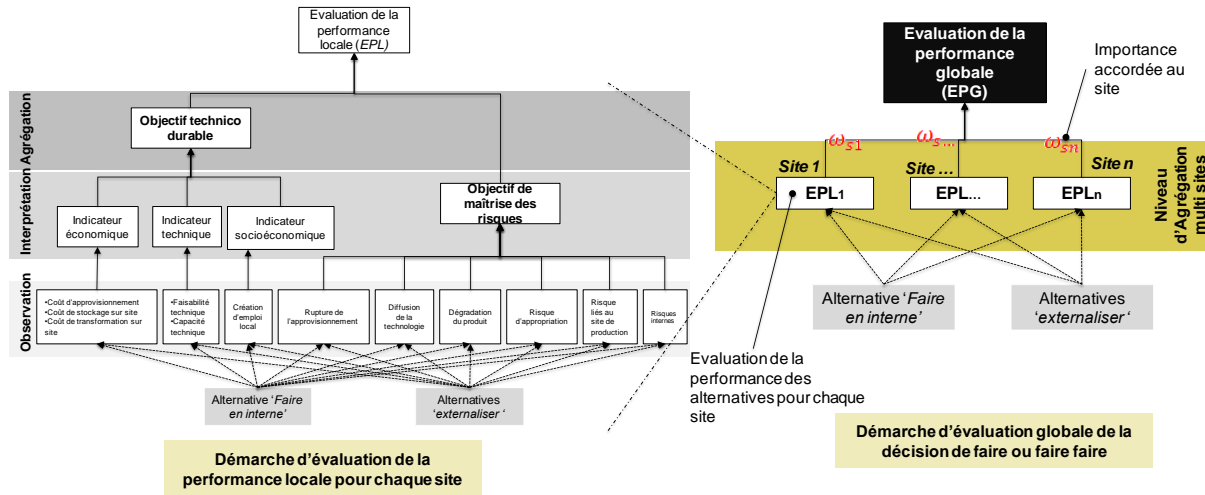 Evaluation de la
performance
locale (EPL)
Agrégation
Objectif technico
durable
Interprétation
Indicateur
économique
Indicateur
technique
Indicateur
socioéconomique
Objectif de
maîtrise des
risques
Observation
•Coût d'approvisionnement
•Coût de stockage sur site
•Coût de transformation sur
site
•Faisabilité
technique
•Capacité
technique
Création
d'emploi
local
Rupture de
l'approvisionnement
Diffusion
de la
technologie
Dégradation
du produit
Risque
d'appropriation
Risque
liés au
site de
production
Risques
internes
Alternative 'Faire
en interne'
Alternatives
'externaliser '
Démarche d'évaluation de la
performance locale pour chaque site
Evaluation de la
performance
globale
(EPG)
Importance
accordée au
site
ωs1
ωs…
ωsn
Site 1
Site …
Site n
EPL1
EPL…
EPLn
Niveau
d'Agrégation
multi sites
Alternative 'Faire
en interne'
Alternatives
'externaliser '
Evaluation de la
performance des
alternatives pour chaque
site
Démarche d'évaluation globale de la
décision de faire ou faire faire